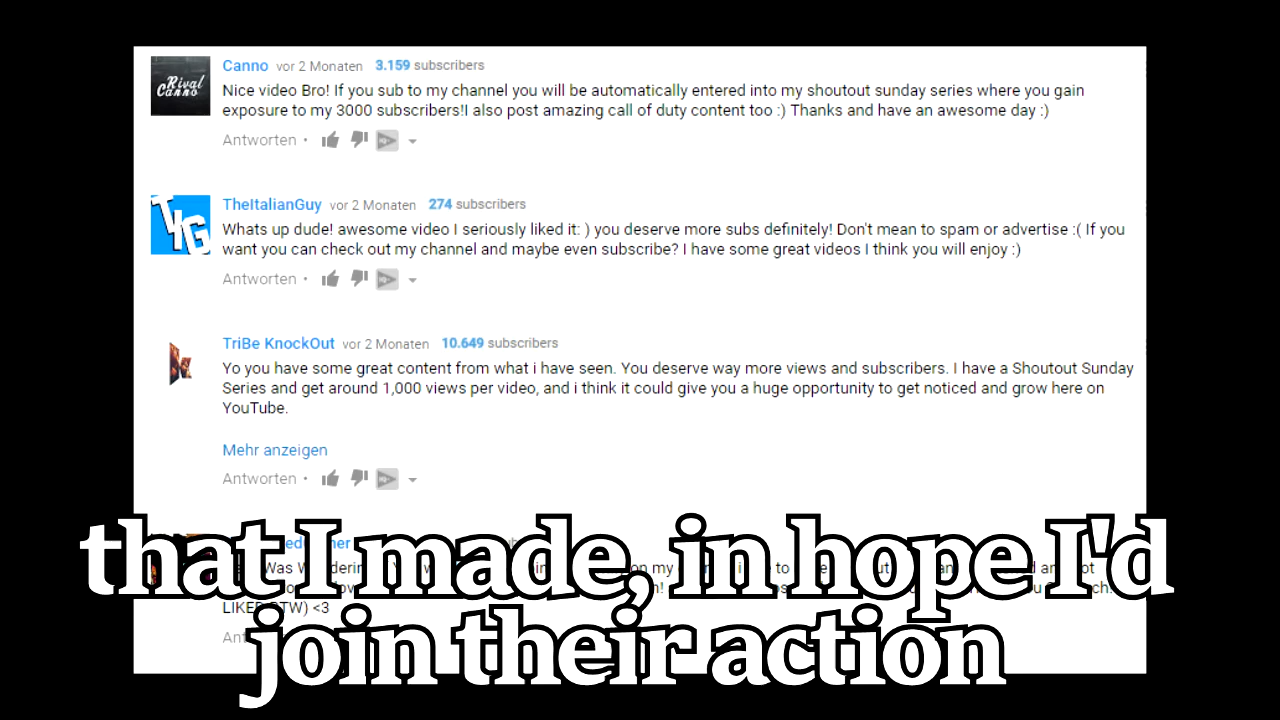 Rival
Canno
Canno vor 2 Monaten 3.159 subscribers
Nice video Bro! If you sub to my channel you will be automatically entered into my shoutout sunday series where you gain
exposure to my 3000 subscribers!I also post amazing call of duty content too :) Thanks and have an awesome day :)
Antworten •
TYG
TheItalianGuy vor 2 Monaten 274 subscribers
Whats up dude! awesome video I seriously liked it: ) you deserve more subs definitely! Don't mean to spam or advertise :( If you
want you can check out my channel and maybe even subscribe? I have some great videos I think you will enjoy :)
Antworten •
TriBe KnockOut vor 2 Monaten 10.649 subscribers
Yo you have some great content from what i have seen. You deserve way more views and subscribers. I have a Shoutout Sunday
Series and get around 1,000 views per video, and i think it could give you a huge opportunity to get noticed and grow here on
YouTube.
Mehr anzeigen
Antworten •
that I made, in hope I'd
LIKED BTW) <3
join their action